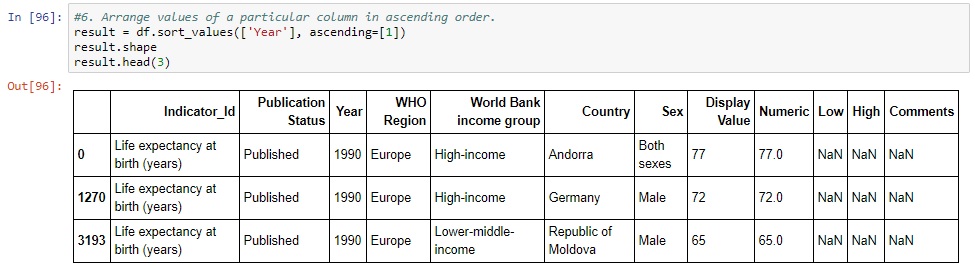 In [96]: #6. Arrange values of a particular column in ascending order.
result = df.sort_values(['Year'], ascending=[1])
result.shape
result.head(3)
Out[96]:
Indicator_Id Publication Status Year WHO Region World Bank income group Country Sex Display Value Numeric Low High Comments
0 Life expectancy at birth (years) Published 1990 Europe High-income Andorra Both sexes 77 77.0 NaN NaN NaN
1270 Life expectancy at birth (years) Published 1990 Europe High-income Germany Male 72 72.0 NaN NaN NaN
3193 Life expectancy at birth (years) Published 1990 Europe Lower-middle-income Republic of Moldova Male 65 65.0 NaN NaN NaN